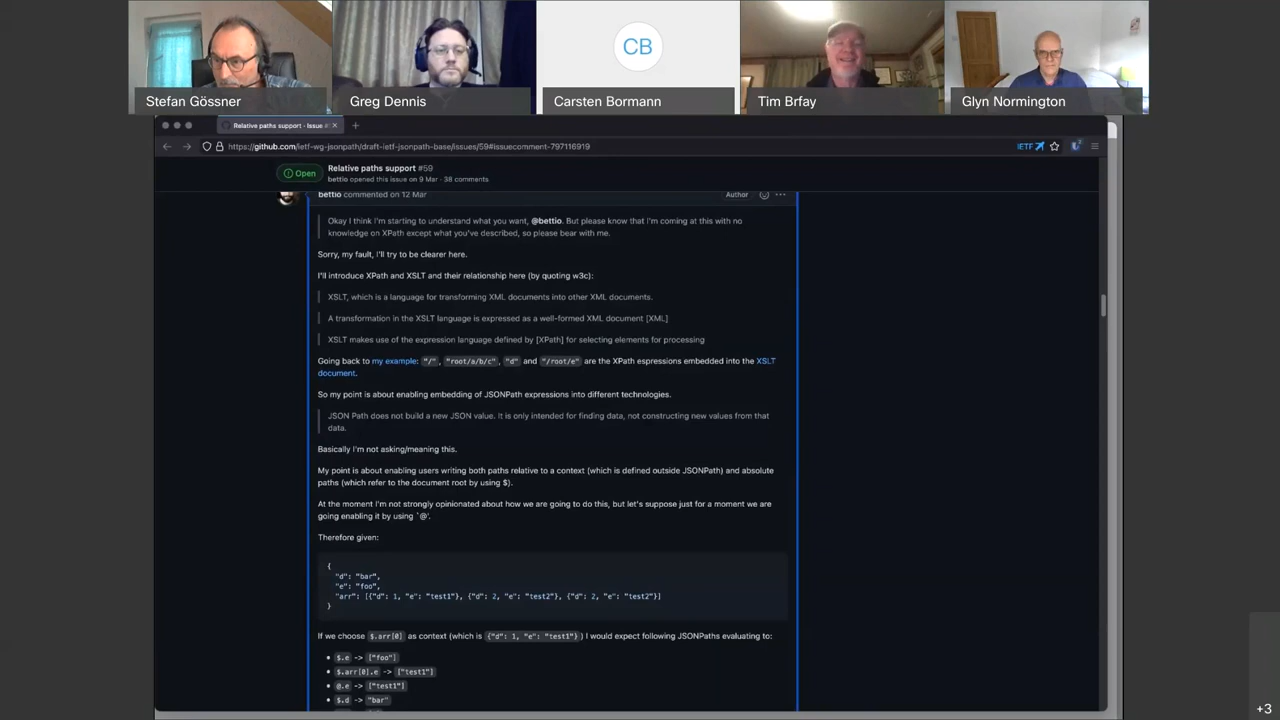 CB
Stefan Gössner
Greg Dennis
Carsten Bormann
Tim Brfay
Glyn Normington
Relative paths support · Issue #
https://github.com/ietf-wg-jsonpath/draft-ietf-jsonpath-base/issues/59#issuecomment-797116919
IETF
Open
Relative paths support #59
bettio opened this issue on 9 Mar · 38 comments
bettio commented on 12 Mar
Author
Okay I think I'm starting to understand what you want, @bettio. But please know that I'm coming at this with no
knowledge on XPath except what you've described, so please bear with me.
Sorry, my fault, I'll try to be clearer here.
I'll introduce XPath and XSLT and their relationship here (by quoting w3c):
XSLT, which is a language for transforming XML documents into other XML documents.
A transformation in the XSLT language is expressed as a well-formed XML document [XML]
XSLT makes use of the expression language defined by [XPath] for selecting elements for processing
Going back to my example: "/", "root/a/b/c", "d" and "/root/e" are the XPath espressions embedded into the XSLT
document.
So my point is about enabling embedding of JSONPath expressions into different technologies.
JSON Path does not build a new JSON value. It is only intended for finding data, not constructing new values from that
data.
Basically I'm not asking/meaning this.
My point is about enabling users writing both paths relative to a context (which is defined outside JSONPath) and absolute
paths (which refer to the document root by using $).
At the moment I'm not strongly opinionated about how we are going to do this, but let's suppose just for a moment we are
going enabling it by using `@'.
Therefore given:
{
"d": "bar",
"e": "foo",
"arr": [{"d": 1, "e": "test1"}, {"d": 2, "e": "test2"}, {"d": 2, "e": "test2"}]
}
If we choose $.arr[0] as context (which is {"d": 1, "e": "test1"}) I would expect following JSONPaths evaluating to:
• $.e -> ["foo"]
• $.arr[0].e -> ["test1"]
• @.e -> ["test1"]
• $.d -> "bar"
+3